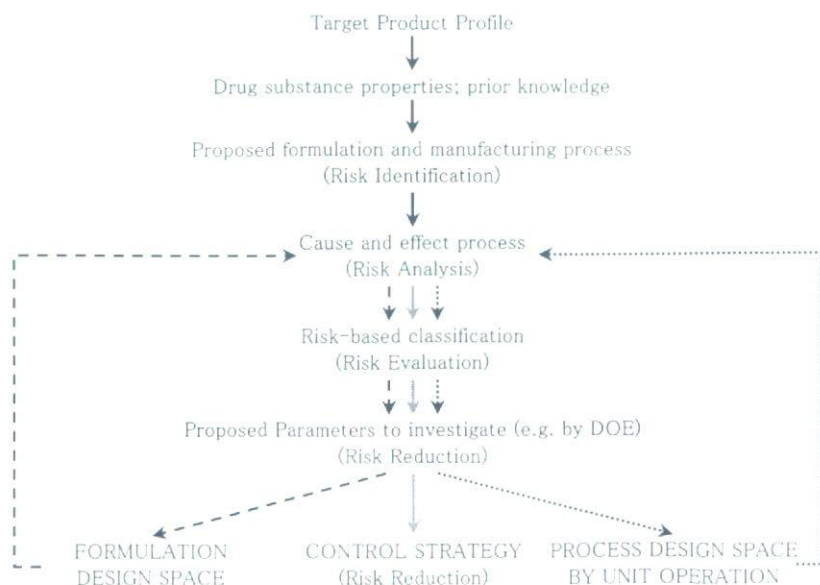 Target Product Profile
Drug substance properties; prior knowledge
Proposed formulation and manufacturing process
(Risk Identification)
Cause and effect process
(Risk Analysis)
Risk-based classification
(Risk Evaluation)
Proposed Parameters to investigate (e.g. by DOE)
(Risk Reduction)
FORMULATION
DESIGN SPACE
CONTROL STRATEGY
(Risk Reduction)
PROCESS DESIGN SPACE
BY UNIT OPERATION